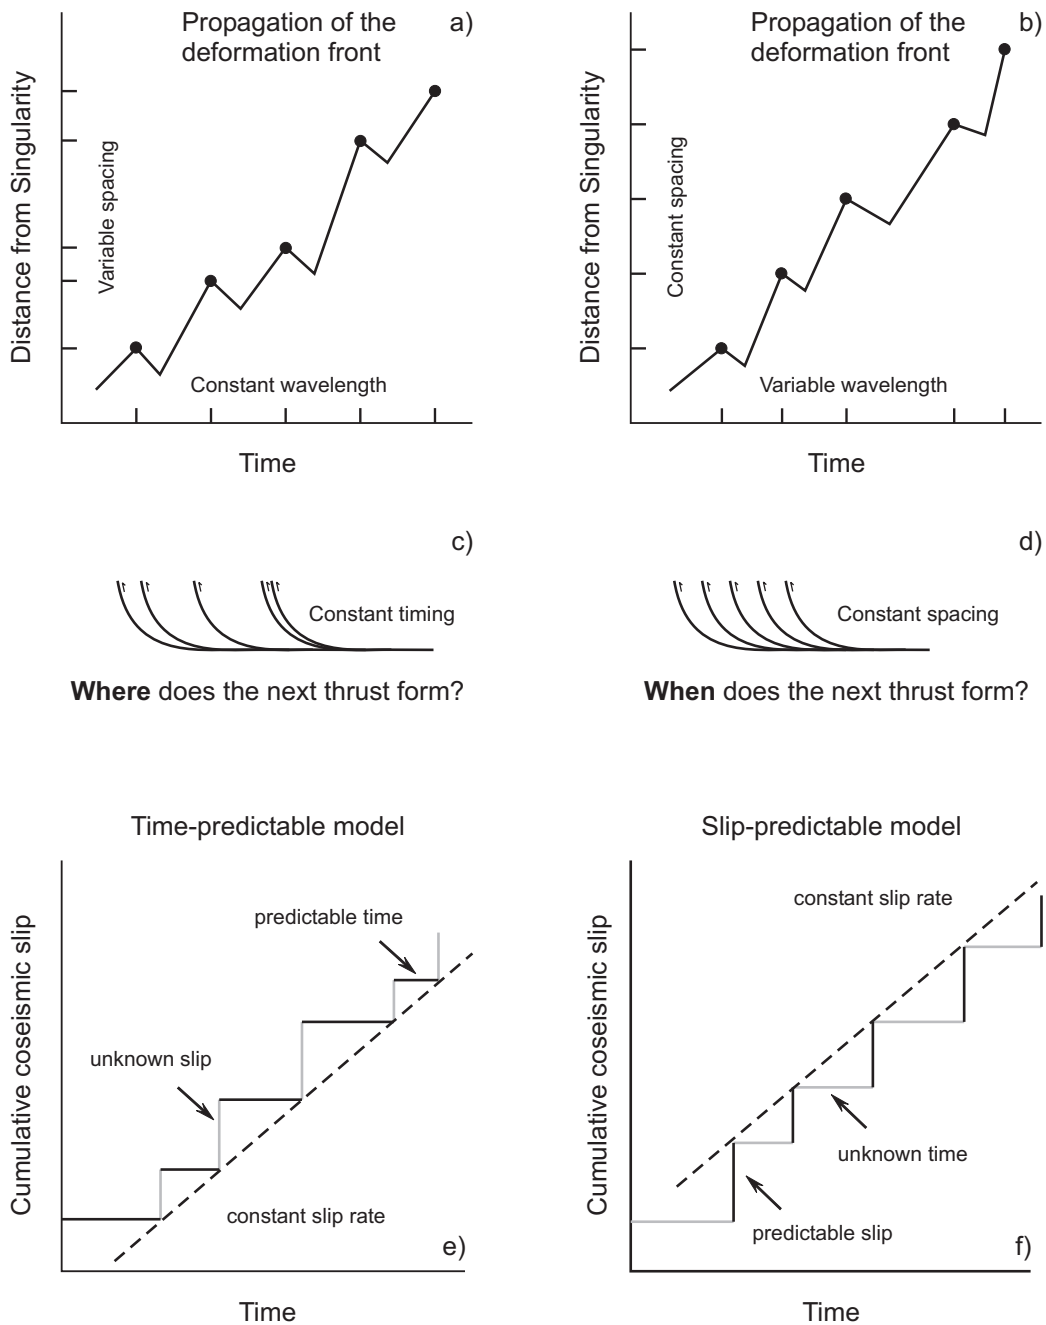 Propagation of the
deformation front
a)
Distance from Singularity
Variable spacing
Constant wavelength
Time
Propagation of the
deformation front
b)
Distance from Singularity
Constant spacing
Variable wavelength
Time
c)
Constant timing
Where does the next thrust form?
d)
Constant spacing
When does the next thrust form?
Time-predictable model
Cumulative coseismic slip
predictable time
unknown slip
constant slip rate
e)
Time
Slip-predictable model
Cumulative coseismic slip
constant slip rate
unknown time
predictable slip
f)
Time